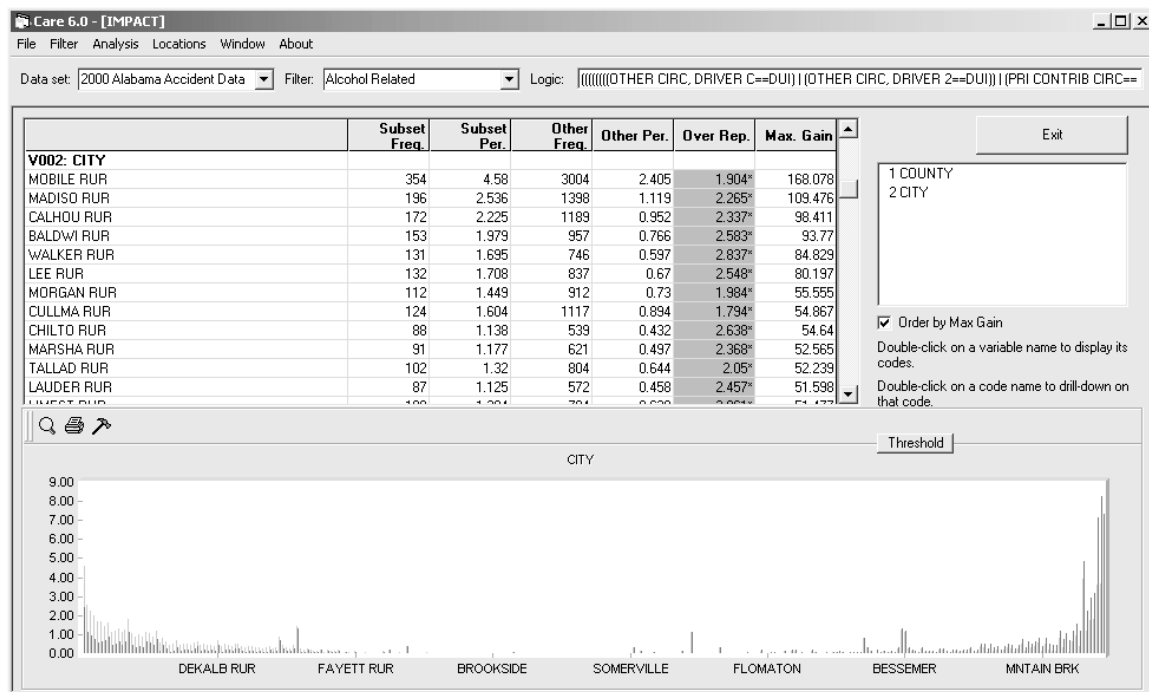 Care 6.0 - [IMPACT]
File Filter Analysis Locations Window About
Data set: 2000 Alabama Accident Data Filter: Alcohol Related Logic: ((((((((OTHER CIRC, DRIVER C==DUI) | (OTHER CIRC, DRIVER 2==DUI)) | (PRI CONTRIB CIRC==
Subset Freq. Subset Per. Other Freq. Other Per. Over Rep. Max. Gain
V002: CITY
MOBILE RUR 354 4.58 3004 2.405 1.904* 168.078
MADISO RUR 196 2.536 1398 1.119 2.265* 109.476
CALHOU RUR 172 2.225 1189 0.952 2.337* 98.411
BALDWI RUR 153 1.979 957 0.766 2.583* 93.77
WALKER RUR 131 1.695 746 0.597 2.837* 84.829
LEE RUR 132 1.708 837 0.67 2.548* 80.197
MORGAN RUR 112 1.449 912 0.73 1.984* 55.555
CULLMA RUR 124 1.604 1117 0.894 1.794* 54.867
CHILTO RUR 88 1.138 539 0.432 2.638* 54.64
MARSHA RUR 91 1.177 621 0.497 2.368* 52.565
TALLAD RUR 102 1.32 804 0.644 2.05* 52.239
LAUDER RUR 87 1.125 572 0.458 2.457* 51.598
Exit
1 COUNTY
2 CITY
Order by Max Gain
Double-click on a variable name to display its
codes.
Double-click on a code name to drill-down on
that code.
Threshold
CITY
9.00
8.00
7.00
6.00
5.00
4.00
3.00
2.00
1.00
0.00
DEKALB RUR FAYETT RUR BROOKSIDE SOMERVILLE FLOMATON BESSEMER MNTAIN BRK